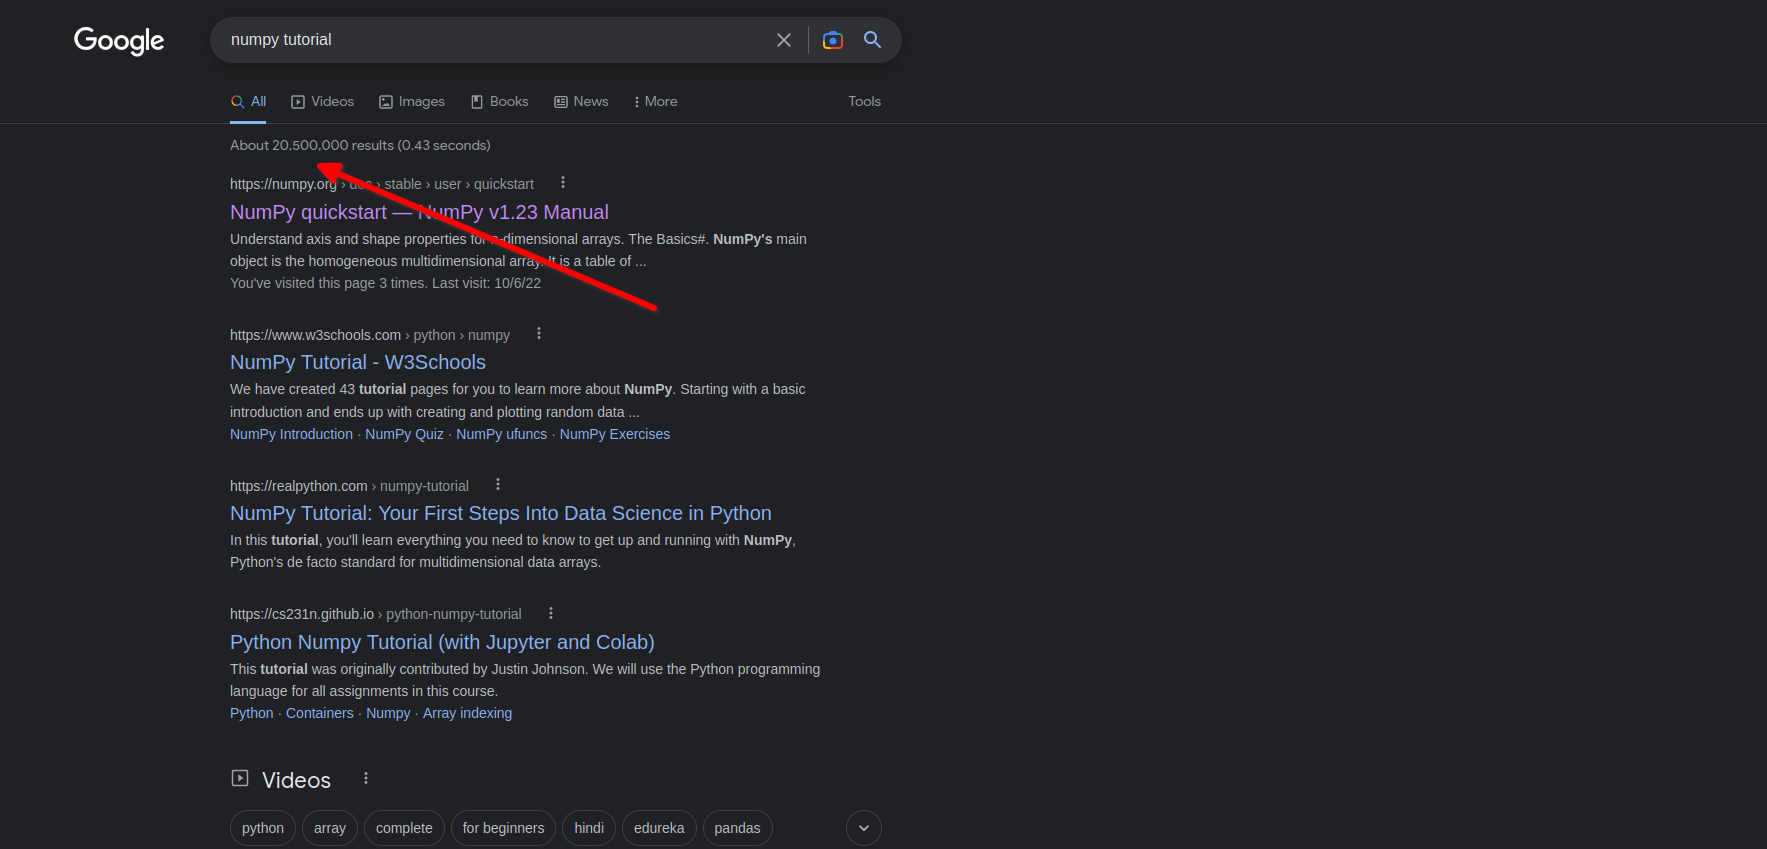 Google
numpy tutorial
All Videos Images Books News More Tools
About 20,500,000 results (0.43 seconds)
https://numpy.org › doc › stable › user › quickstart
NumPy quickstart — NumPy v1.23 Manual
Understand axis and shape properties for n-dimensional arrays. The Basics#. NumPy's main
object is the homogeneous multidimensional array. It is a table of ...
You've visited this page 3 times. Last visit: 10/6/22
https://www.w3schools.com › python › numpy
NumPy Tutorial - W3Schools
We have created 43 tutorial pages for you to learn more about NumPy. Starting with a basic
introduction and ends up with creating and plotting random data ...
NumPy Introduction · NumPy Quiz · NumPy ufuncs · NumPy Exercises
https://realpython.com › numpy-tutorial
NumPy Tutorial: Your First Steps Into Data Science in Python
In this tutorial, you'll learn everything you need to know to get up and running with NumPy,
Python's de facto standard for multidimensional data arrays.
https://cs231n.github.io › python-numpy-tutorial
Python Numpy Tutorial (with Jupyter and Colab)
This tutorial was originally contributed by Justin Johnson. We will use the Python programming
language for all assignments in this course.
Python · Containers · Numpy · Array indexing
Videos
python array complete for beginners hindi edureka pandas